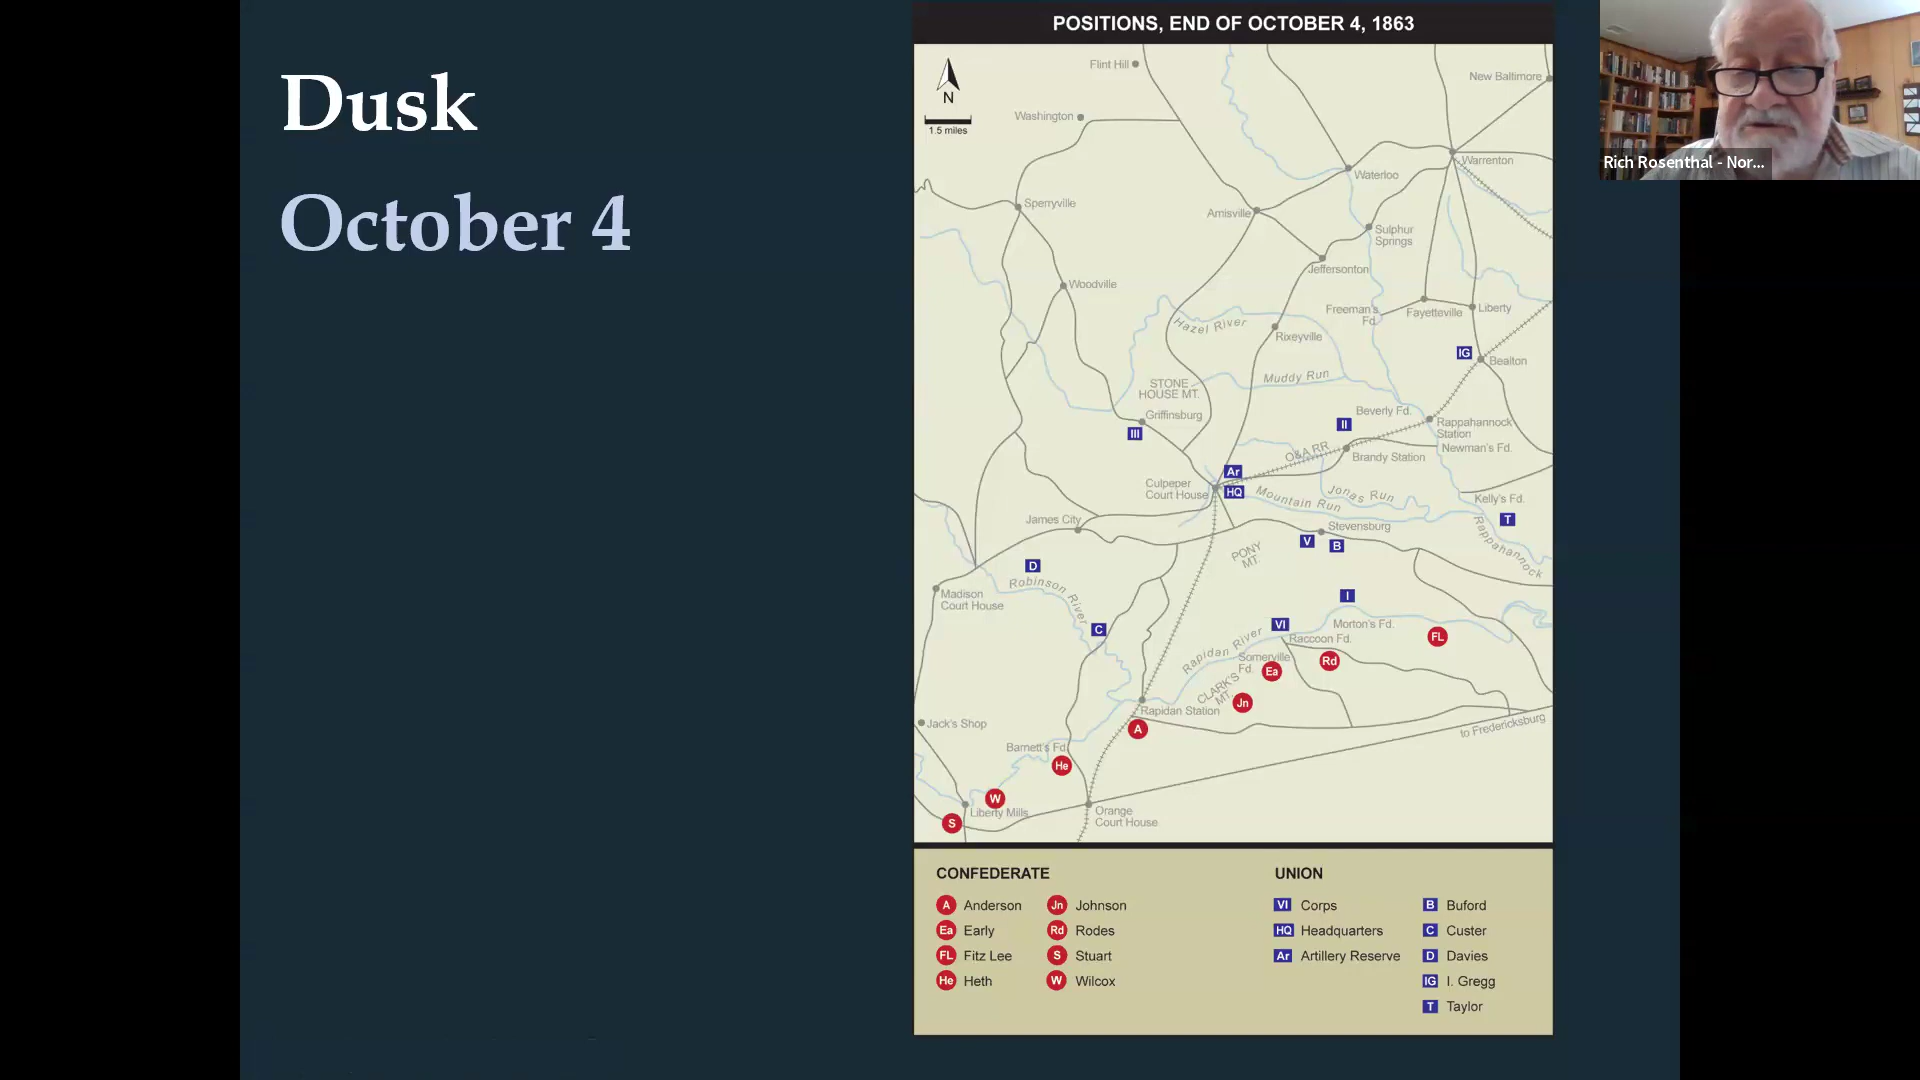 Dusk
October 4
POSITIONS, END OF OCTOBER 4, 1863
N
1.5 miles
Flint Hill
New Baltimore
Washington
Warrenton
Waterloo
Sperryville
Amisville
Sulphur
Springs
Jeffersonton
Woodville
Freeman's
Fd.
Fayetteville
Liberty
Hazel River
Rixeyville
IG
Bealton
STONE
HOUSE MT.
Muddy Run
Griffinsburg
III
II
Beverly Fd.
Rappahannock
Station
Newman's Fd.
O&A RR
Brandy Station
Ar
HQ
Culpeper
Court House
Mountain Run
Jonas Run
Kelly's Fd.
T
Rappahannock
James City
Stevensburg
V
B
PONY
MT.
D
Robinson River
Madison
Court House
I
C
VI
Morton's Fd.
Raccoon Fd.
FL
Rapidan River
Somerville
Fd.
Ea
Rd
CLARK'S
MT.
Jn
Rapidan Station
A
Jack's Shop
to Fredericksburg
Barnett's Fd.
He
W
Liberty Mills
S
Orange
Court House
CONFEDERATE
A Anderson
Ea Early
FL Fitz Lee
He Heth
Jn Johnson
Rd Rodes
S Stuart
W Wilcox
UNION
VI Corps
HQ Headquarters
Ar Artillery Reserve
B Buford
C Custer
D Davies
IG I. Gregg
T Taylor
Rich Rosenthal - Nor...